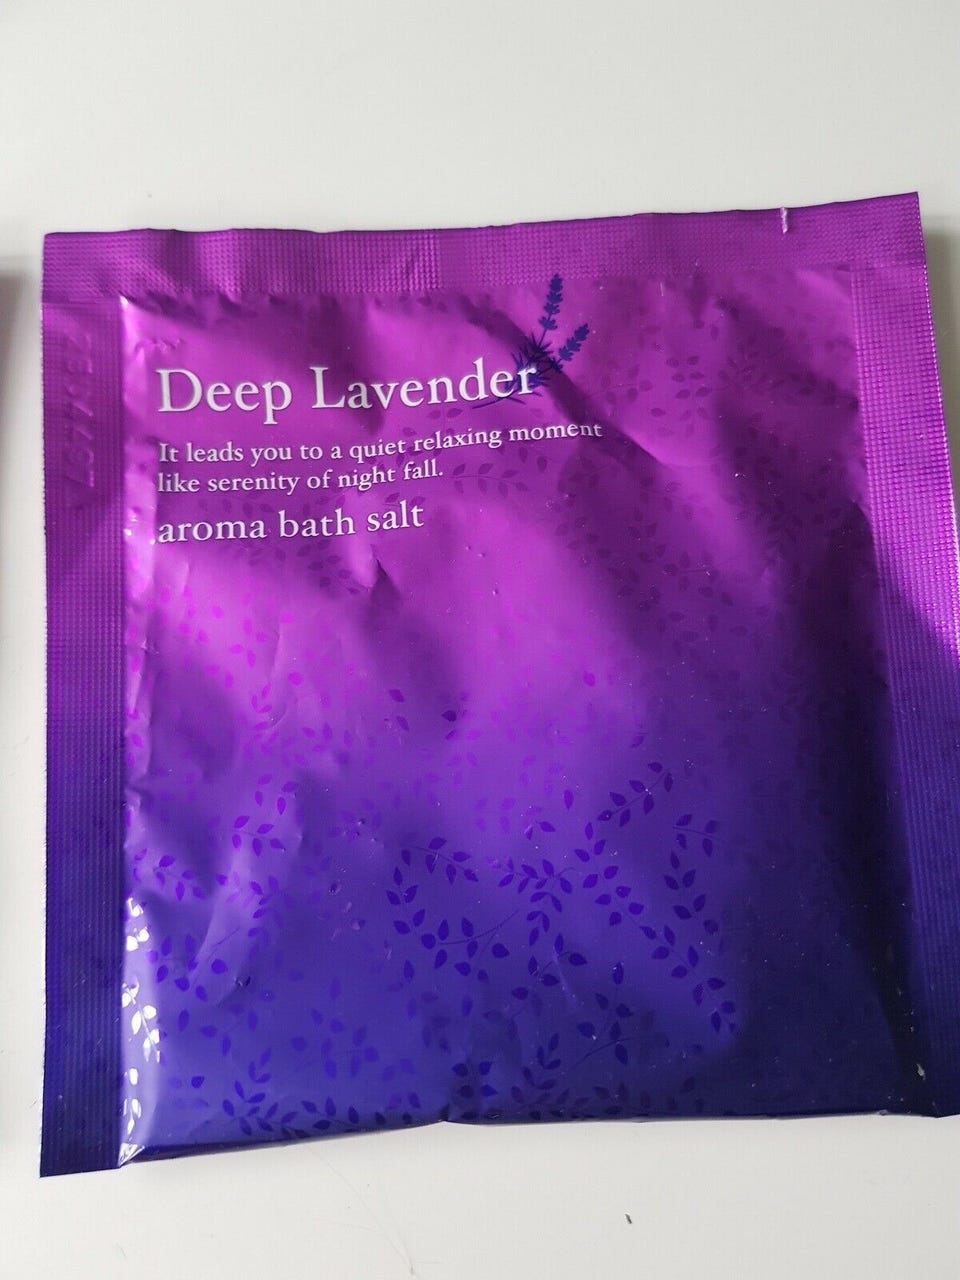 Deep Lavender
It leads you to a quiet relaxing moment
like serenity of night fall.
aroma bath salt